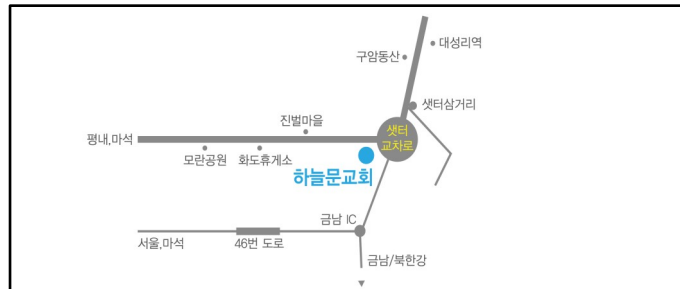 대성리역
구암동산
샛터삼거리
진벌마을
샛터
교차로
평내,마석
모란공원
화도휴게소
하늘문교회
금남 IC
서울,마석
46번 도로
금남/북한강